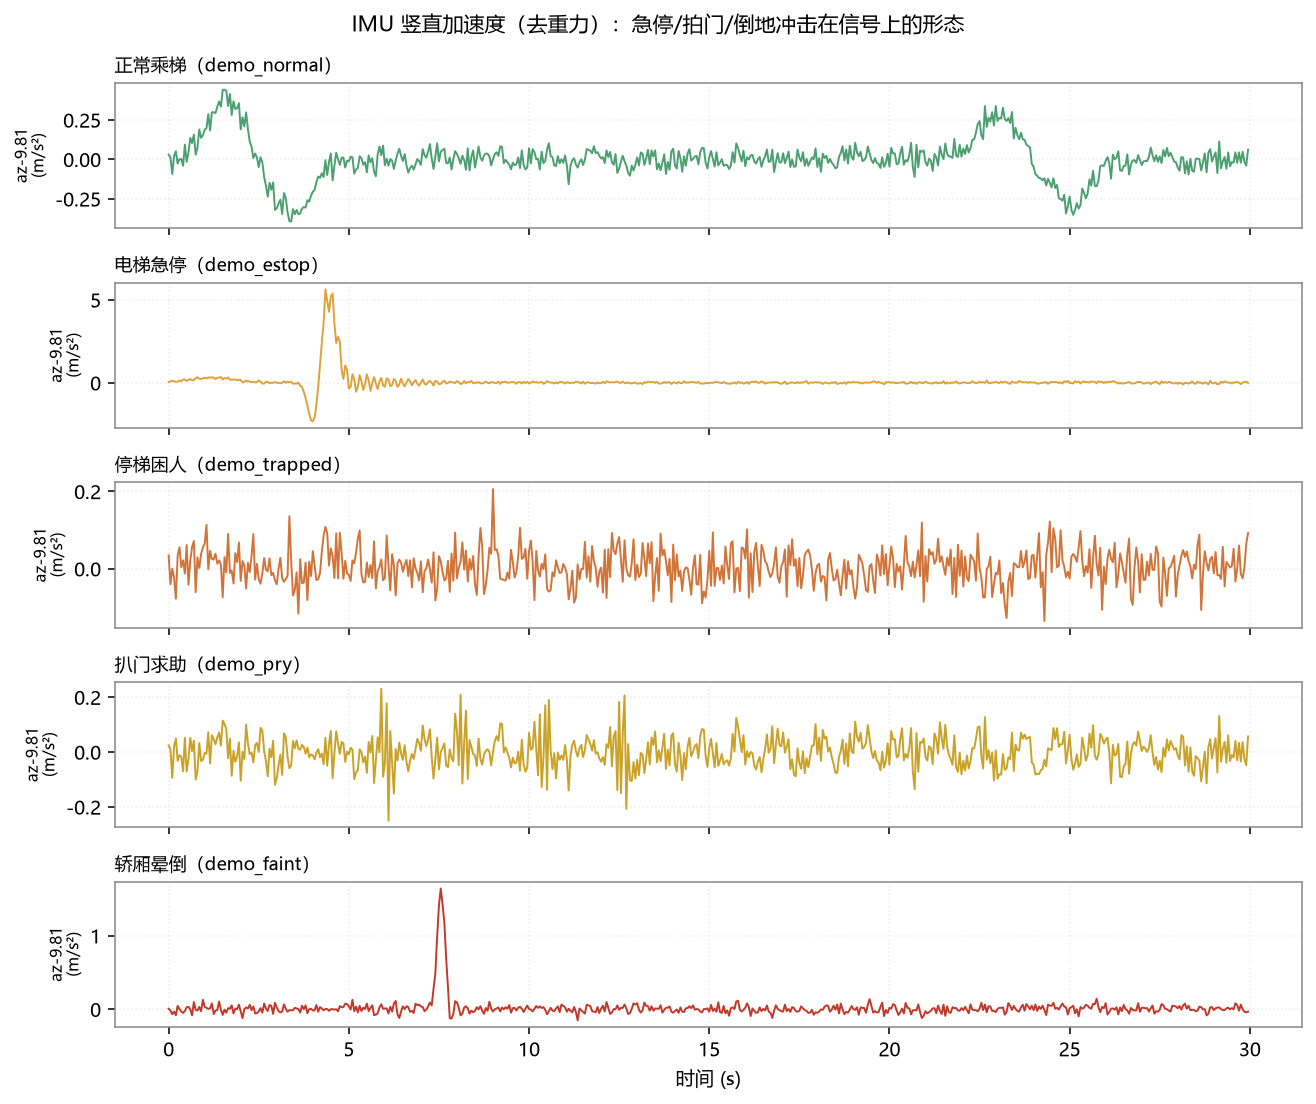 IMU 竖直加速度（去重力）：急停/拍门/倒地冲击在信号上的形态
正常乘梯（demo_normal）
az-9.81
(m/s²)
0.25
0.00
-0.25
电梯急停（demo_estop）
az-9.81
(m/s²)
5
0
停梯困人（demo_trapped）
az-9.81
(m/s²)
0.2
0.0
扒门求助（demo_pry）
az-9.81
(m/s²)
0.2
0.0
-0.2
轿厢晕倒（demo_faint）
az-9.81
(m/s²)
1
0
0 5 10 15 20 25 30
时间 (s)